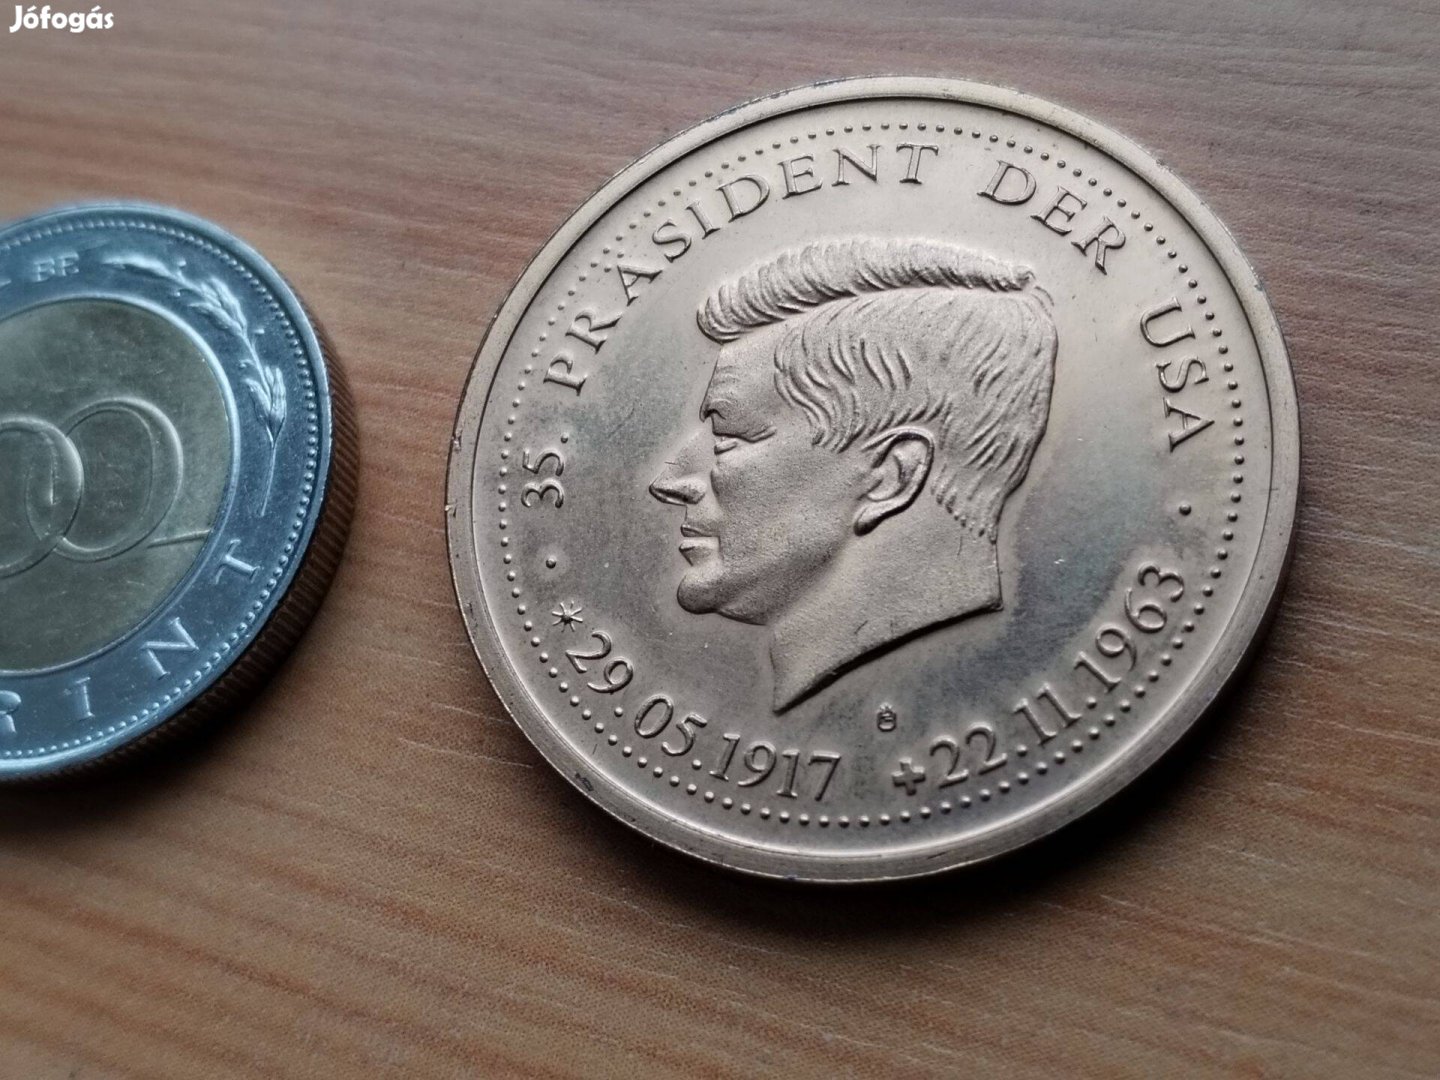 Jófogás
35. PRÄSIDENT DER USA
*29.05.1917 +22.11.1963
RINT